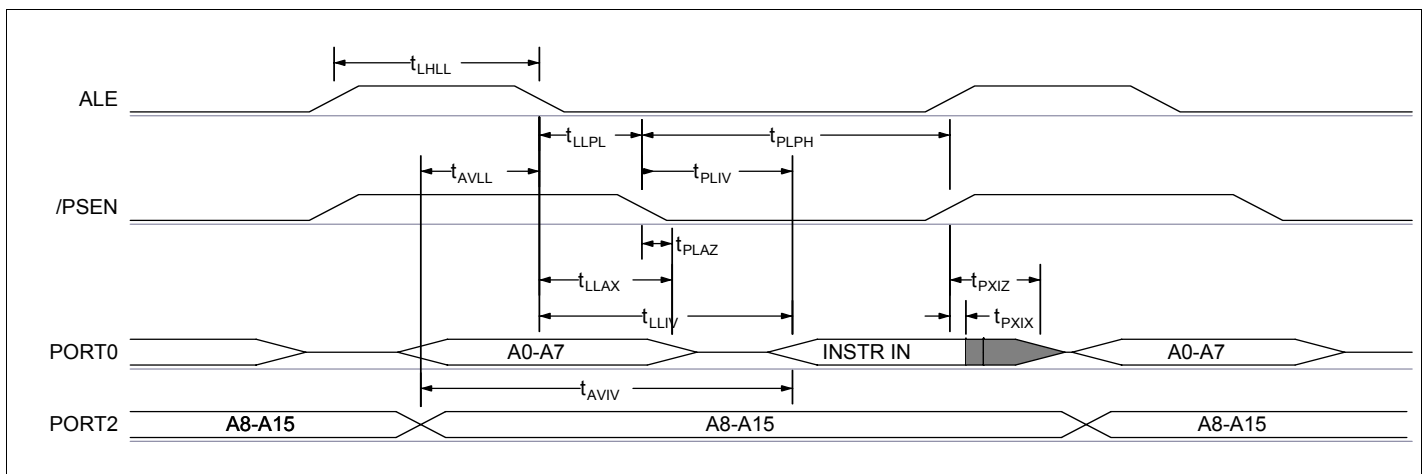 tLHLL
ALE
tLLPL tPLPH
tAVLL tPLIV
/PSEN
tPLAZ
tLLAX tPXIZ
tLLIV tPXIX
PORT0 A0-A7 INSTR IN A0-A7
tAVIV
PORT2 A8-A15 A8-A15 A8-A15